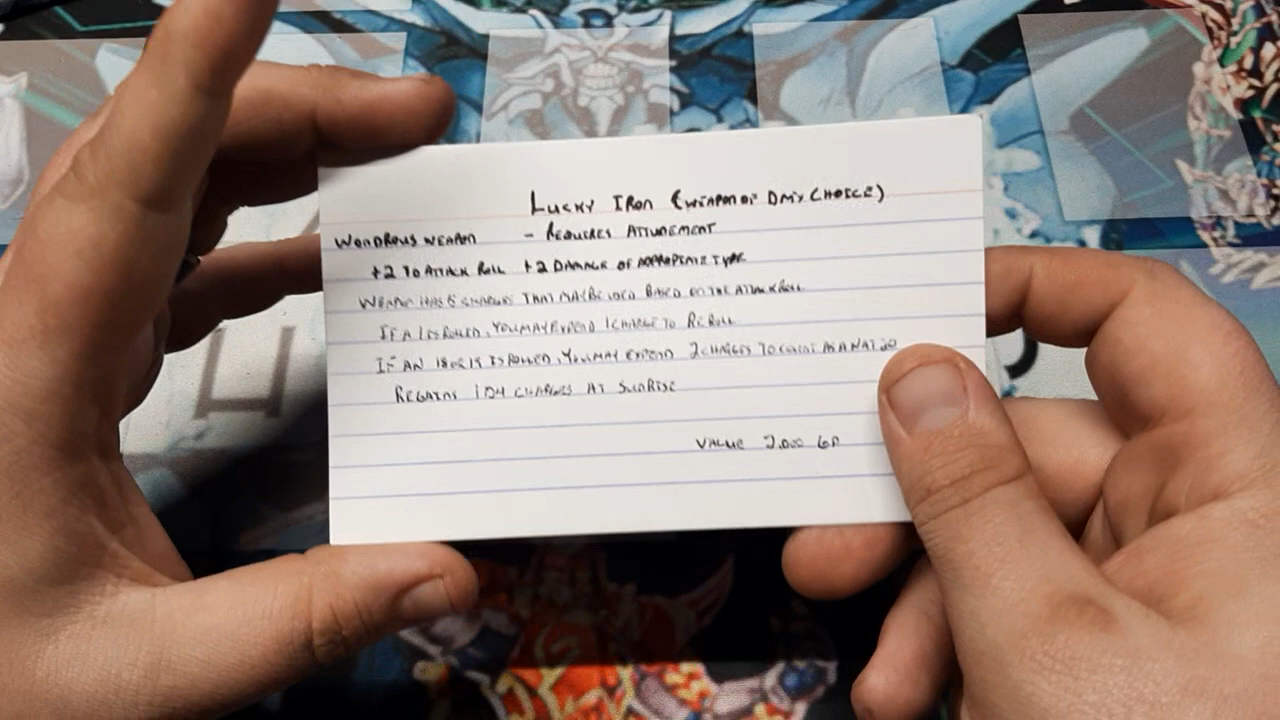 LUCKY IRON (WEAPON OF DM'S CHOICE)
WONDROUS WEAPON - REQUIRES ATTUNEMENT
+2 TO ATTACK ROLL +2 DAMAGE OF APPROPRIATE TYPE
WEAPON HAS 5 CHARGES THAT MAY BE USED BASED ON THE ATTACK ROLL
IF A 1 IS ROLLED, YOU MAY EXPEND 1 CHARGE TO REROLL
IF AN 18 OR 19 IS ROLLED, YOU MAY EXPEND 2 CHARGES TO COUNT AS A NAT 20
REGAINS 1D4 CHARGES AT SUNRISE
VALUE 2,000 GP